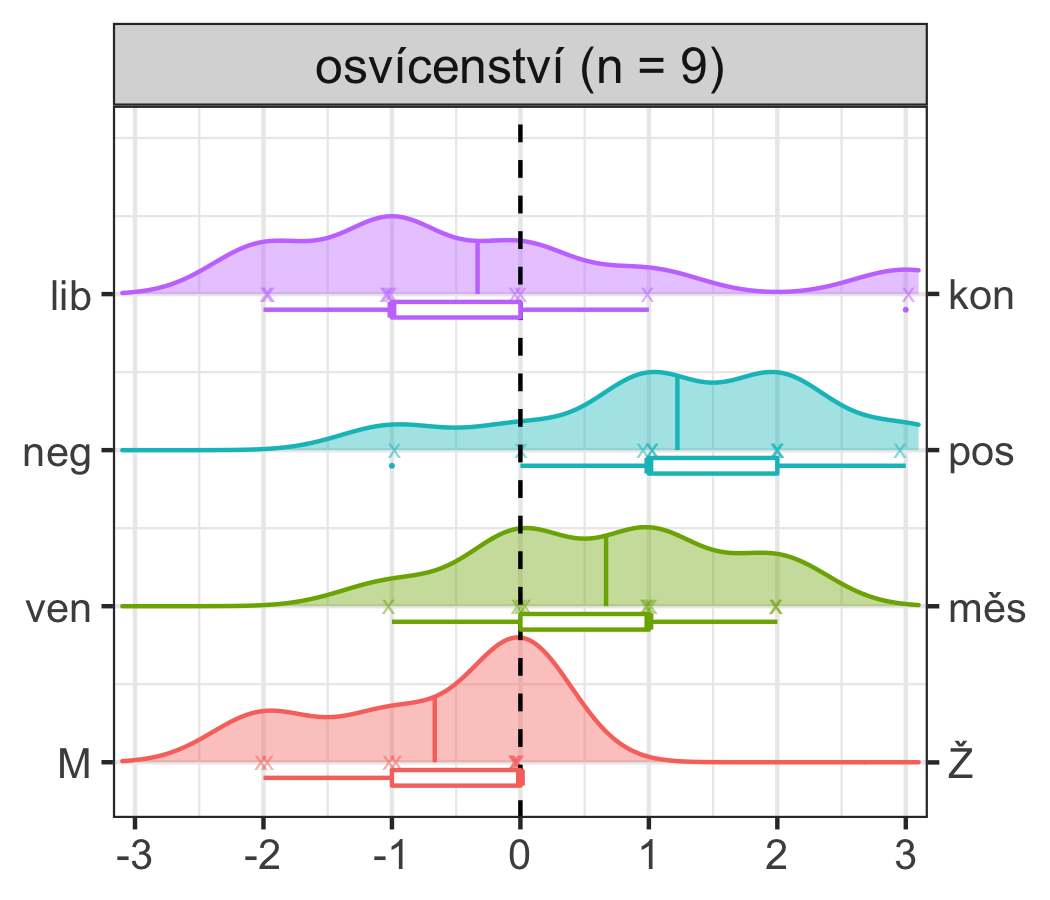 osvícenství (n = 9)
lib kon
neg pos
ven měs
M Ž
-3 -2 -1 0 1 2 3